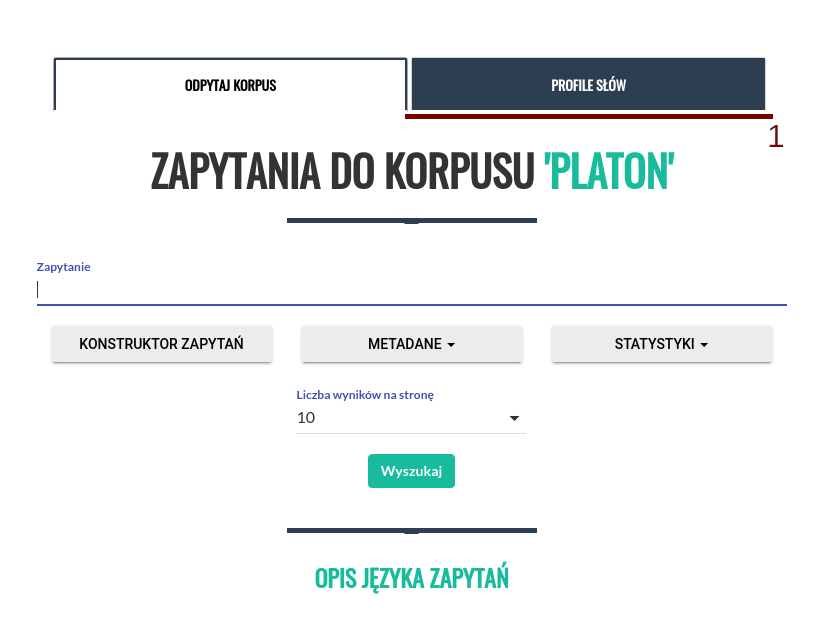 ODPYTAJ KORPUS
PROFILE SŁÓW
1
ZAPYTANIA DO KORPUSU 'PLATON'
Zapytanie
KONSTRUKTOR ZAPYTAŃ
METADANE
STATYSTYKI
Liczba wyników na stronę
10
Wyszukaj
OPIS JĘZYKA ZAPYTAŃ